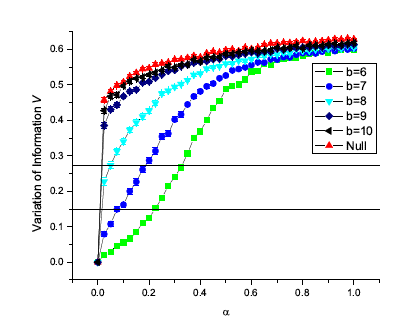 Variation of Information V
0.6
0.5
0.4
0.3
0.2
0.1
0.0
b=6
b=7
b=8
b=9
b=10
Null
0.0 0.2 0.4 0.6 0.8 1.0
α